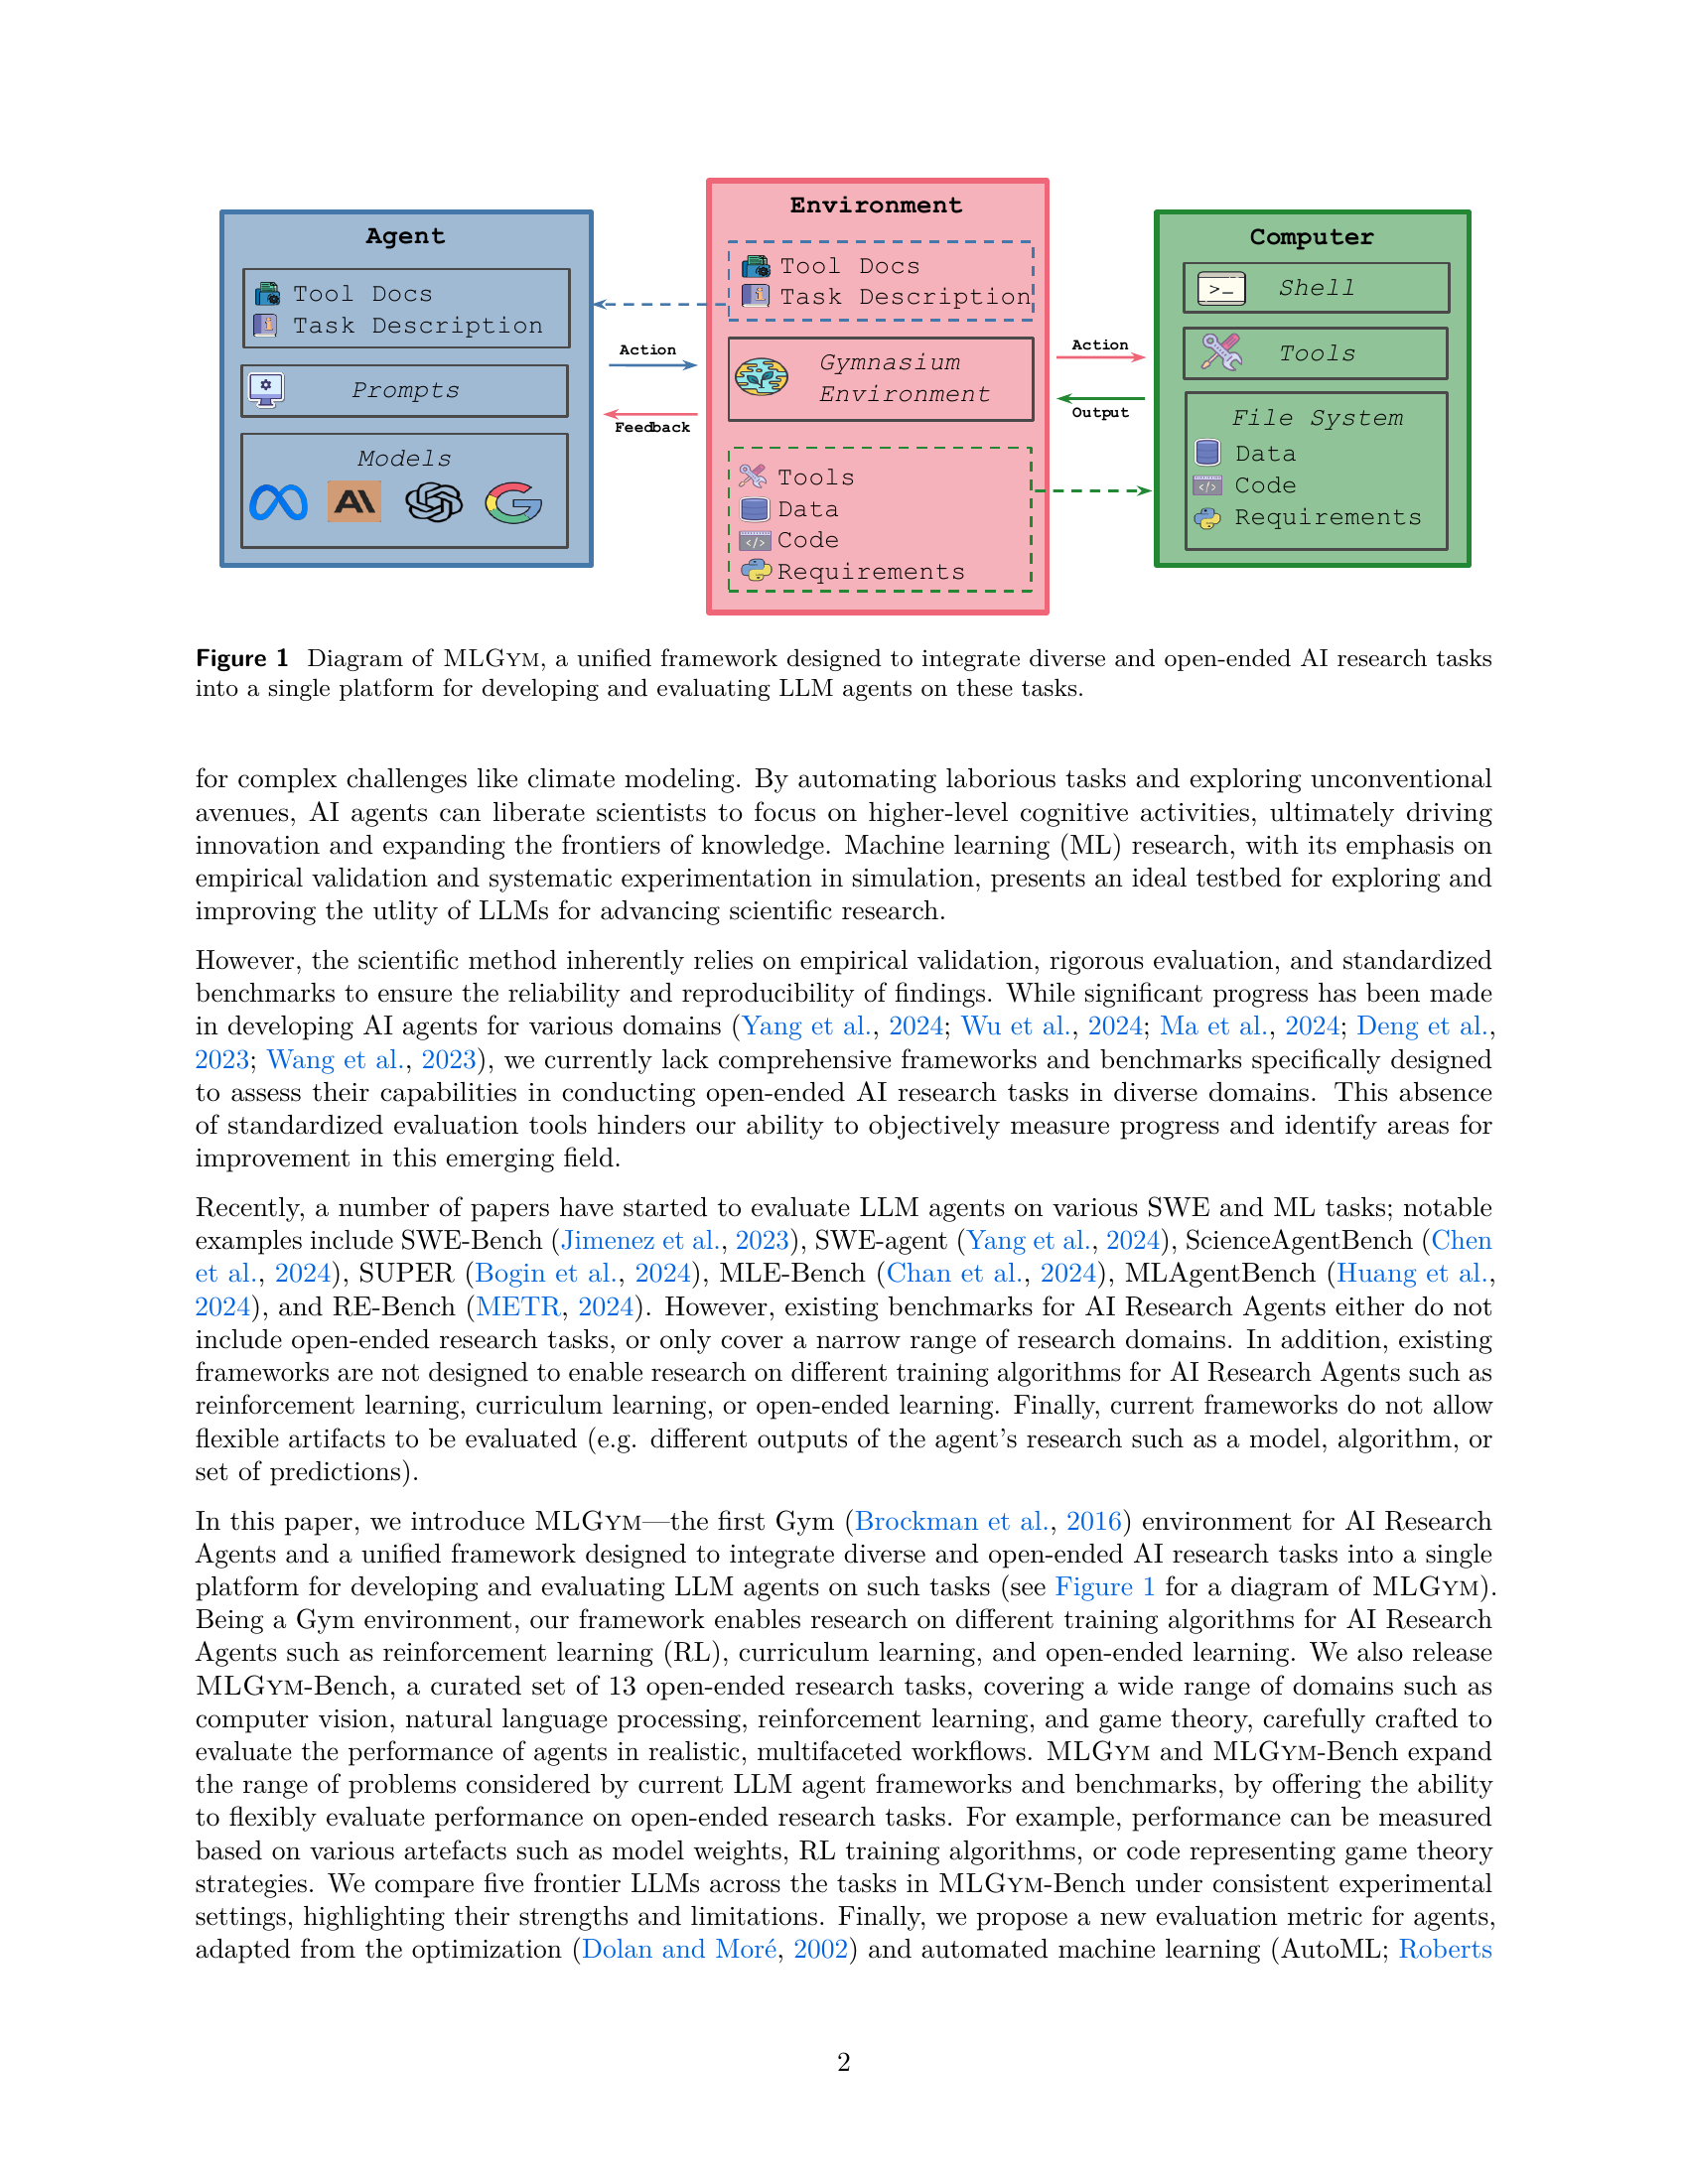 Environment
Agent
Computer
Tool Docs
Task Description
Prompts
Models
Action
Feedback
Tool Docs
Task Description
Gymnasium
Environment
Tools
Data
Code
Requirements
Action
Output
>_
Shell
Tools
File System
Data
Code
Requirements
Figure 1 Diagram of MLGYM, a unified framework designed to integrate diverse and open-ended AI research tasks
into a single platform for developing and evaluating LLM agents on these tasks.
for complex challenges like climate modeling. By automating laborious tasks and exploring unconventional
avenues, AI agents can liberate scientists to focus on higher-level cognitive activities, ultimately driving
innovation and expanding the frontiers of knowledge. Machine learning (ML) research, with its emphasis on
empirical validation and systematic experimentation in simulation, presents an ideal testbed for exploring and
improving the utlity of LLMs for advancing scientific research.
However, the scientific method inherently relies on empirical validation, rigorous evaluation, and standardized
benchmarks to ensure the reliability and reproducibility of findings. While significant progress has been made
in developing AI agents for various domains (Yang et al., 2024; Wu et al., 2024; Ma et al., 2024; Deng et al.,
2023; Wang et al., 2023), we currently lack comprehensive frameworks and benchmarks specifically designed
to assess their capabilities in conducting open-ended AI research tasks in diverse domains. This absence
of standardized evaluation tools hinders our ability to objectively measure progress and identify areas for
improvement in this emerging field.
Recently, a number of papers have started to evaluate LLM agents on various SWE and ML tasks; notable
examples include SWE-Bench (Jimenez et al., 2023), SWE-agent (Yang et al., 2024), ScienceAgentBench (Chen
et al., 2024), SUPER (Bogin et al., 2024), MLE-Bench (Chan et al., 2024), MLAgentBench (Huang et al.,
2024), and RE-Bench (METR, 2024). However, existing benchmarks for AI Research Agents either do not
include open-ended research tasks, or only cover a narrow range of research domains. In addition, existing
frameworks are not designed to enable research on different training algorithms for AI Research Agents such as
reinforcement learning, curriculum learning, or open-ended learning. Finally, current frameworks do not allow
flexible artifacts to be evaluated (e.g. different outputs of the agent's research such as a model, algorithm, or
set of predictions).
In this paper, we introduce MLGYM—the first Gym (Brockman et al., 2016) environment for AI Research
Agents and a unified framework designed to integrate diverse and open-ended AI research tasks into a single
platform for developing and evaluating LLM agents on such tasks (see Figure 1 for a diagram of MLGYM).
Being a Gym environment, our framework enables research on different training algorithms for AI Research
Agents such as reinforcement learning (RL), curriculum learning, and open-ended learning. We also release
MLGYM-Bench, a curated set of 13 open-ended research tasks, covering a wide range of domains such as
computer vision, natural language processing, reinforcement learning, and game theory, carefully crafted to
evaluate the performance of agents in realistic, multifaceted workflows. MLGYM and MLGYM-Bench expand
the range of problems considered by current LLM agent frameworks and benchmarks, by offering the ability
to flexibly evaluate performance on open-ended research tasks. For example, performance can be measured
based on various artefacts such as model weights, RL training algorithms, or code representing game theory
strategies. We compare five frontier LLMs across the tasks in MLGYM-Bench under consistent experimental
settings, highlighting their strengths and limitations. Finally, we propose a new evaluation metric for agents,
adapted from the optimization (Dolan and Moré, 2002) and automated machine learning (AutoML; Roberts
2